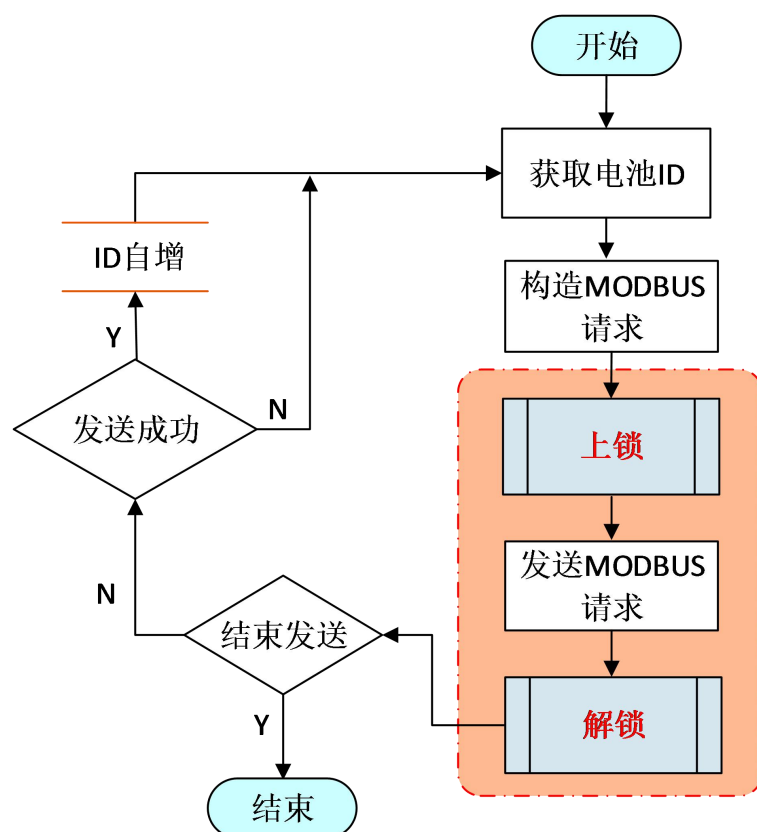 开始
获取电池ID
构造MODBUS
请求
上锁
发送MODBUS
请求
解锁
结束发送
Y
结束
N
发送成功
N
Y
ID自增